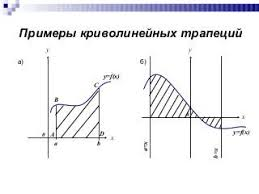 Примеры криволинейных трапеций
а)
y
y=f(x)
C
B
о A D x
a b
б)
y
x
y=f(x)
x=a
x=b